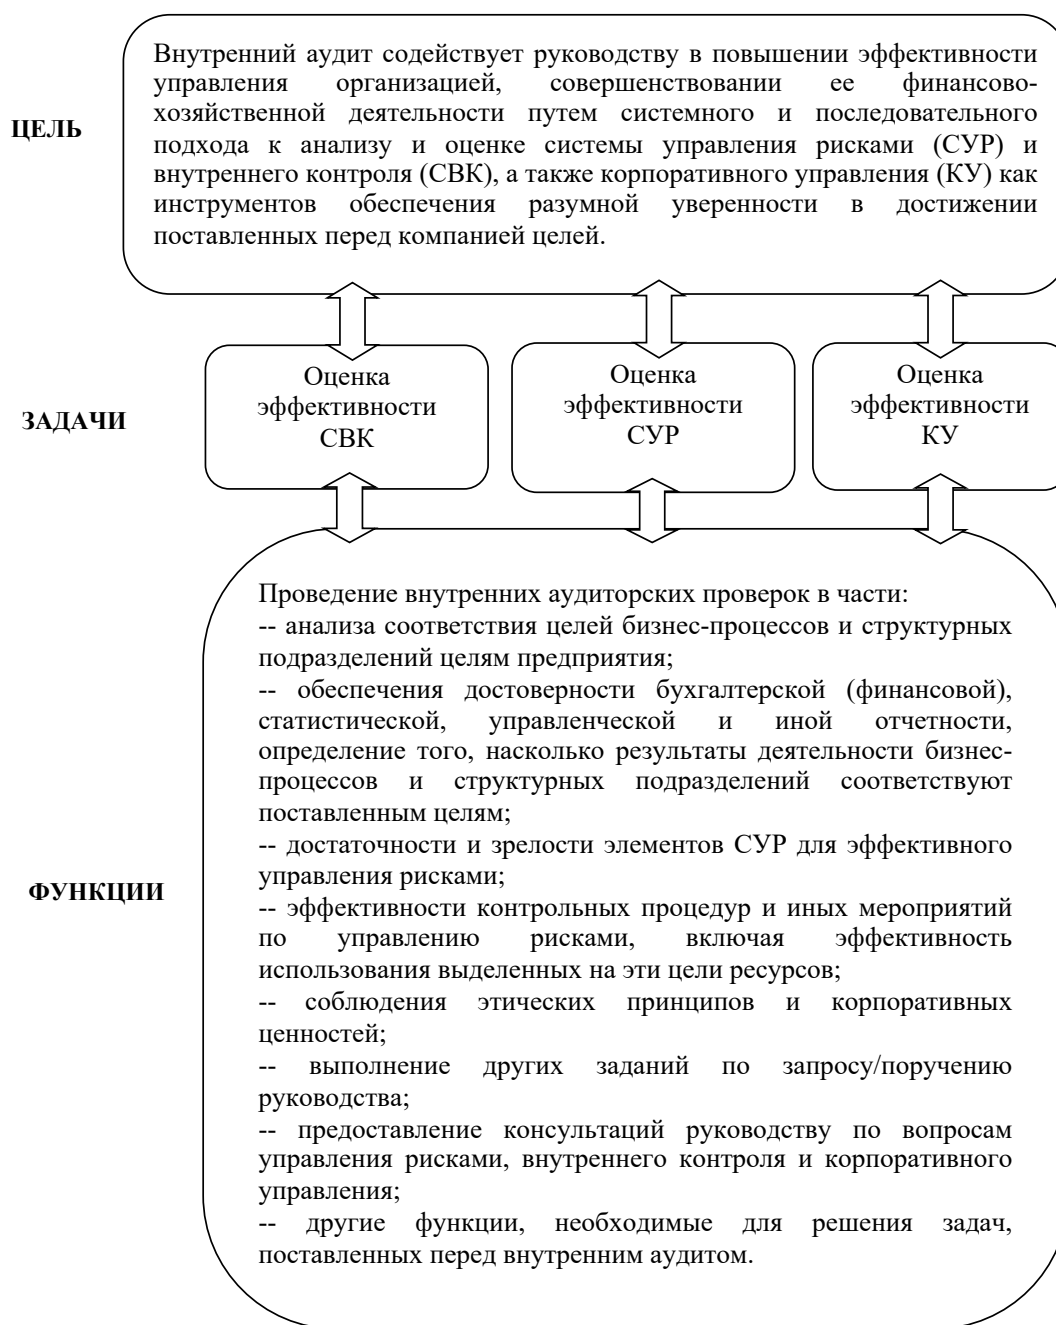 ЦЕЛЬ
Внутренний аудит содействует руководству в повышении эффективности
управления организацией, совершенствовании ее финансово-
хозяйственной деятельности путем системного и последовательного
подхода к анализу и оценке системы управления рисками (СУР) и
внутреннего контроля (СВК), а также корпоративного управления (КУ) как
инструментов обеспечения разумной уверенности в достижении
поставленных перед компанией целей.
ЗАДАЧИ
Оценка
эффективности
СВК
Оценка
эффективности
СУР
Оценка
эффективности
КУ
ФУНКЦИИ
Проведение внутренних аудиторских проверок в части:
-- анализа соответствия целей бизнес-процессов и структурных
подразделений целям предприятия;
-- обеспечения достоверности бухгалтерской (финансовой),
статистической, управленческой и иной отчетности,
определение того, насколько результаты деятельности бизнес-
процессов и структурных подразделений соответствуют
поставленным целям;
-- достаточности и зрелости элементов СУР для эффективного
управления рисками;
-- эффективности контрольных процедур и иных мероприятий
по управлению рисками, включая эффективность
использования выделенных на эти цели ресурсов;
-- соблюдения этических принципов и корпоративных
ценностей;
-- выполнение других заданий по запросу/поручению
руководства;
-- предоставление консультаций руководству по вопросам
управления рисками, внутреннего контроля и корпоративного
управления;
-- другие функции, необходимые для решения задач,
поставленных перед внутренним аудитом.